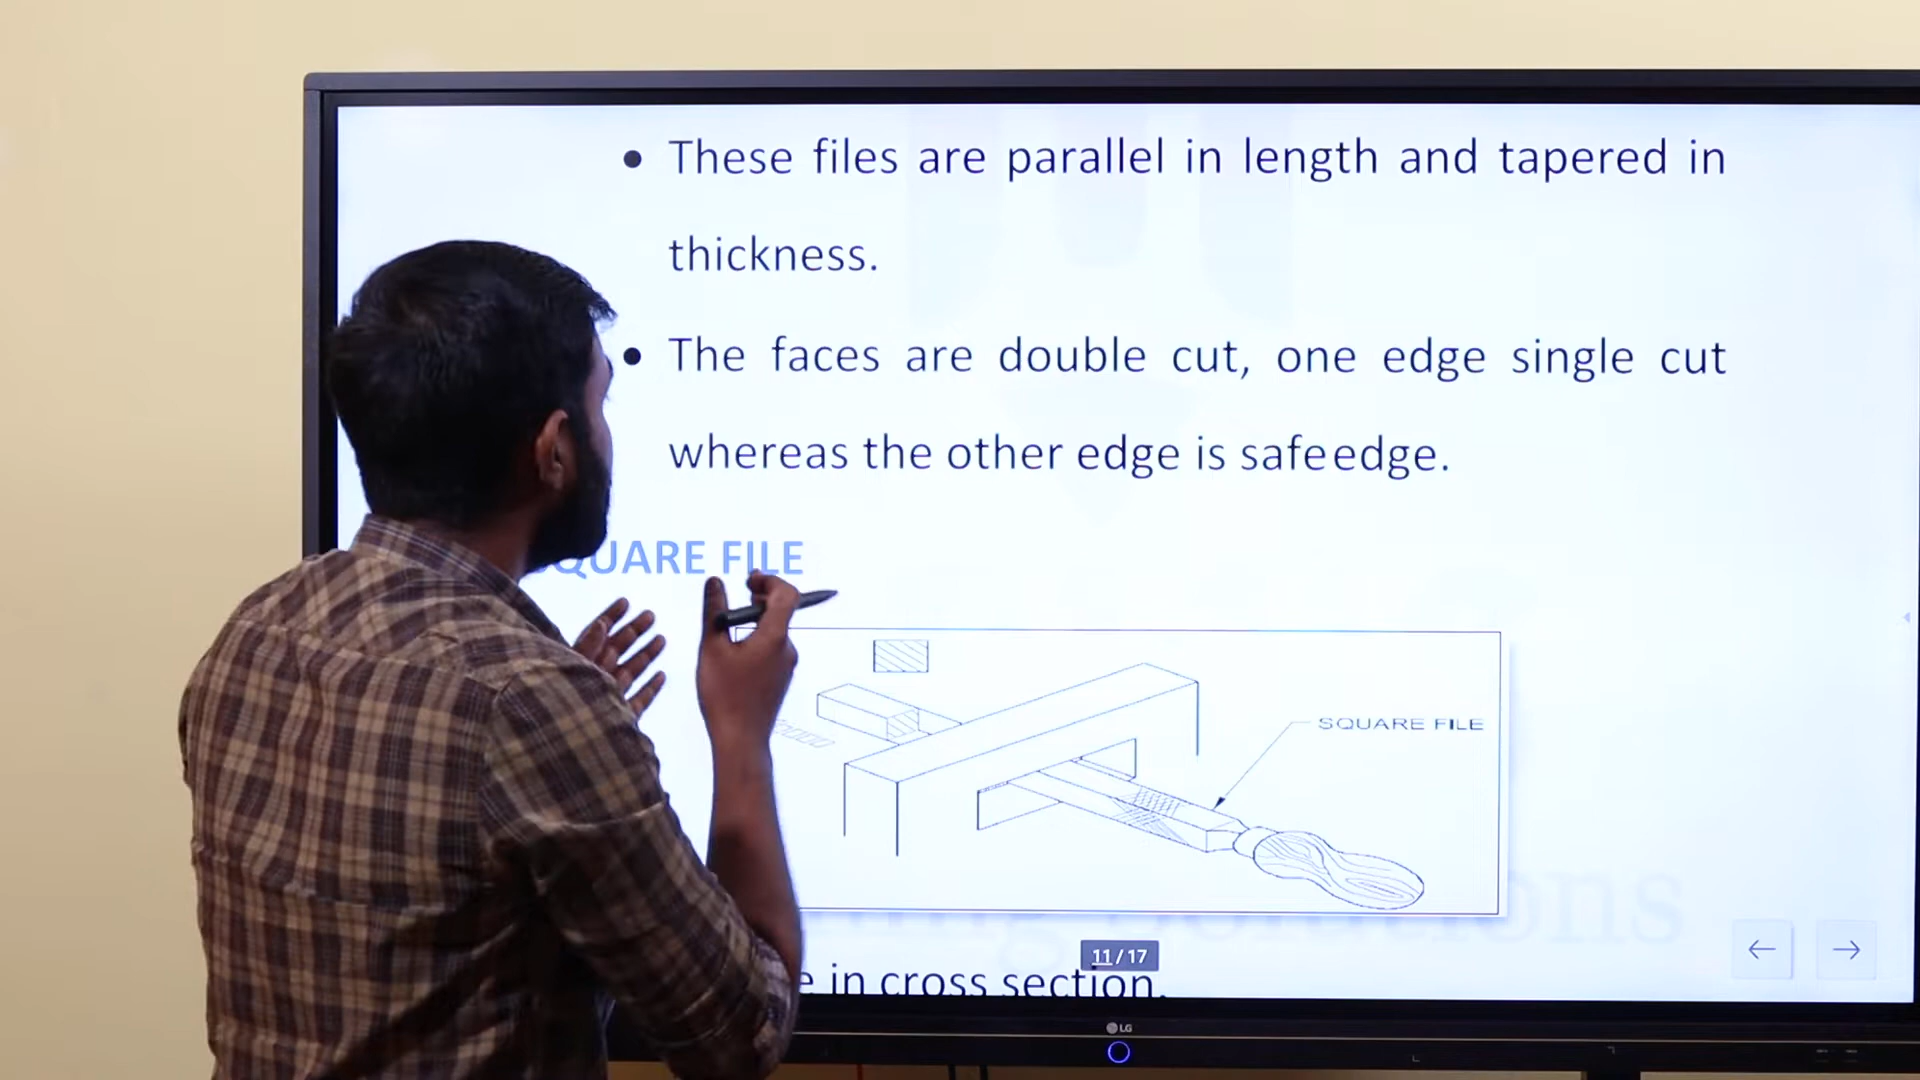 • These files are parallel in length and tapered in
thickness.
• The faces are double cut, one edge single cut
whereas the other edge is safeedge.
SQUARE FILE
SQUARE FILE
11/17
in cross section.
LG